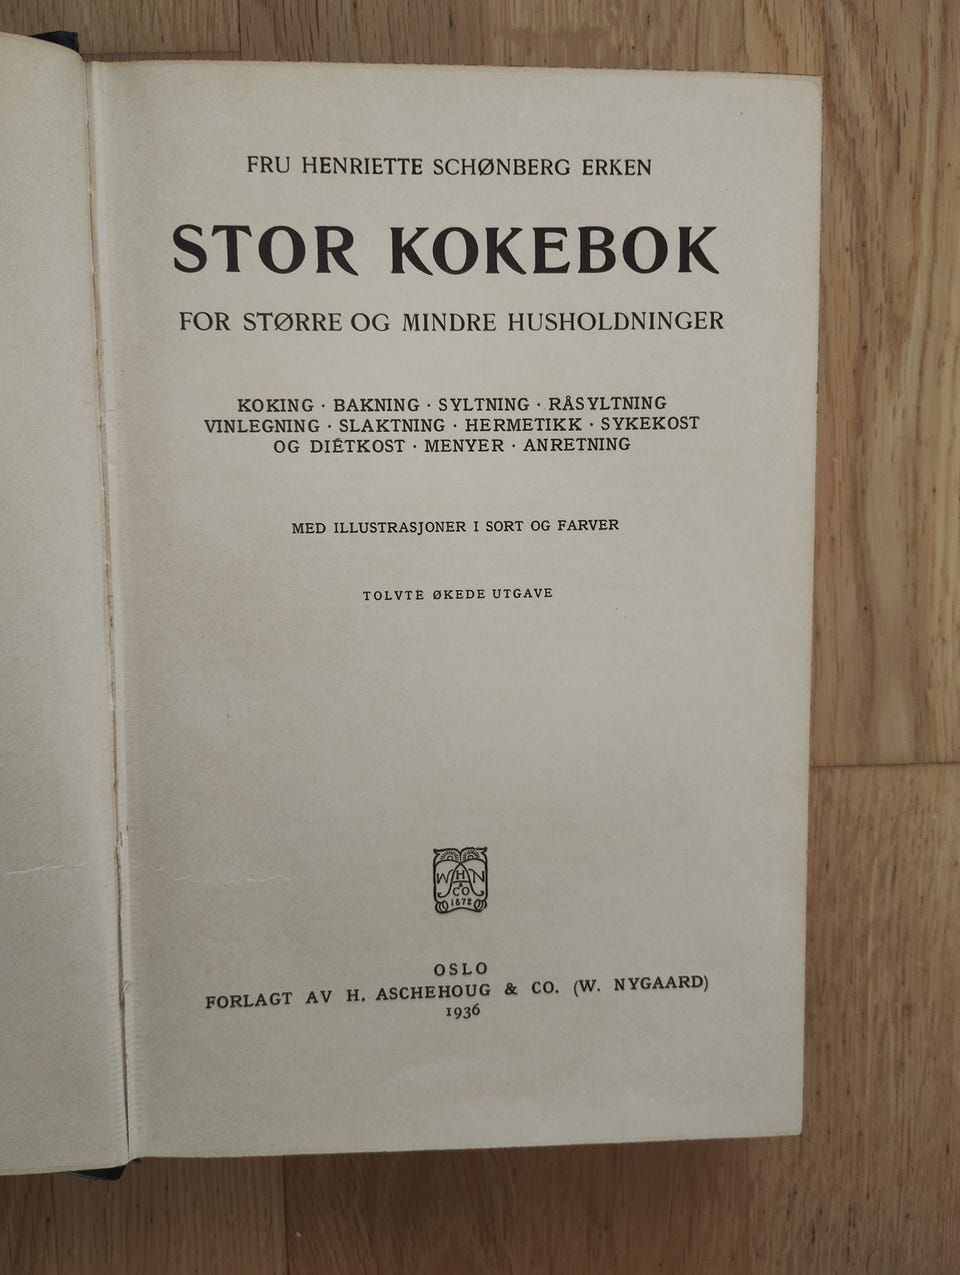 FRU HENRIETTE SCHØNBERG ERKEN
STOR KOKEBOK
FOR STØRRE OG MINDRE HUSHOLDNINGER
KOKING · BAKNING · SYLTNING · RÅSYLTNING
VINLEGNING · SLAKTNING · HERMETIKK · SYKEKOST
OG DIÉTKOST · MENYER · ANRETNING
MED ILLUSTRASJONER I SORT OG FARVER
TOLVTE ØKEDE UTGAVE
W H N
& CO
1872
OSLO
FORLAGT AV H. ASCHEHOUG & CO. (W. NYGAARD)
1936